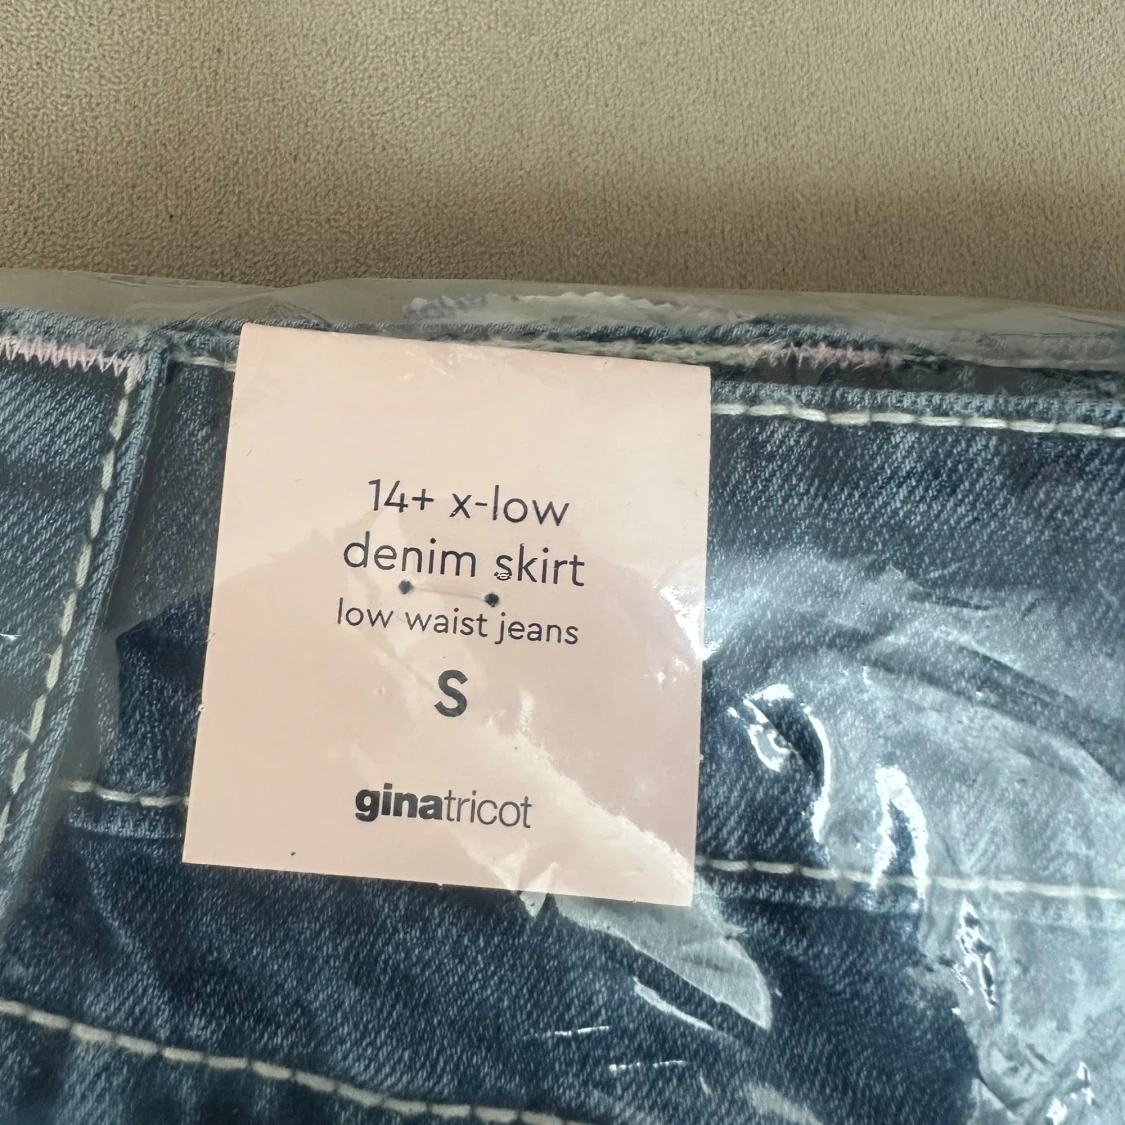 14+ x-low
denim skirt
low waist jeans
S
ginatricot